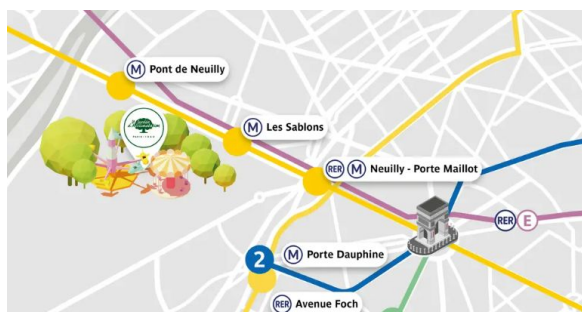 M Pont de Neuilly
M Les Sablons
RER M Neuilly - Porte Maillot
RER E
2 M Porte Dauphine
RER Avenue Foch